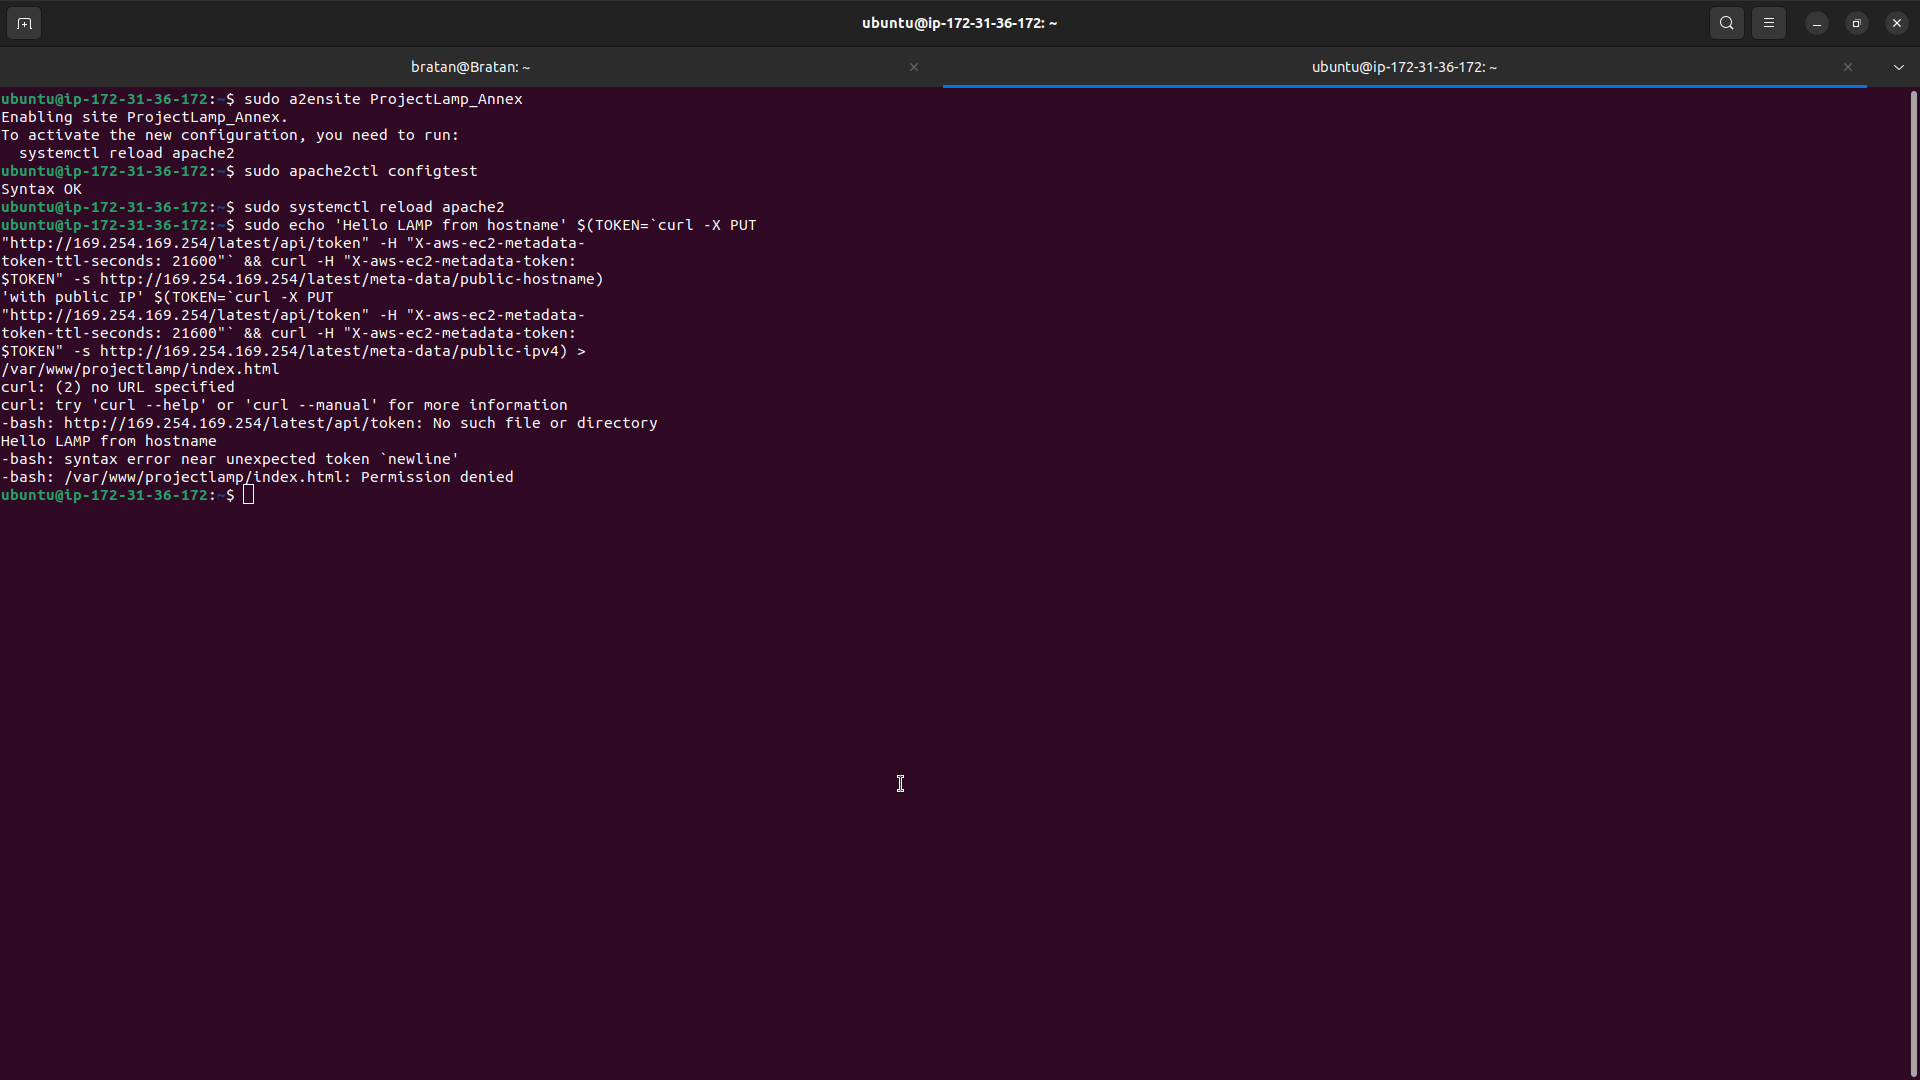 ubuntu@ip-172-31-36-172: ~
bratan@Bratan: ~
ubuntu@ip-172-31-36-172: ~
ubuntu@ip-172-31-36-172:~$ sudo a2ensite ProjectLamp_Annex
Enabling site ProjectLamp_Annex.
To activate the new configuration, you need to run:
  systemctl reload apache2
ubuntu@ip-172-31-36-172:~$ sudo apache2ctl configtest
Syntax OK
ubuntu@ip-172-31-36-172:~$ sudo systemctl reload apache2
ubuntu@ip-172-31-36-172:~$ sudo echo 'Hello LAMP from hostname' $(TOKEN=`curl -X PUT
"http://169.254.169.254/latest/api/token" -H "X-aws-ec2-metadata-
token-ttl-seconds: 21600"` && curl -H "X-aws-ec2-metadata-token:
$TOKEN" -s http://169.254.169.254/latest/meta-data/public-hostname)
'with public IP' $(TOKEN=`curl -X PUT
"http://169.254.169.254/latest/api/token" -H "X-aws-ec2-metadata-
token-ttl-seconds: 21600"` && curl -H "X-aws-ec2-metadata-token:
$TOKEN" -s http://169.254.169.254/latest/meta-data/public-ipv4) >
/var/www/projectlamp/index.html
curl: (2) no URL specified
curl: try 'curl --help' or 'curl --manual' for more information
-bash: http://169.254.169.254/latest/api/token: No such file or directory
Hello LAMP from hostname
-bash: syntax error near unexpected token `newline'
-bash: /var/www/projectlamp/index.html: Permission denied
ubuntu@ip-172-31-36-172:~$